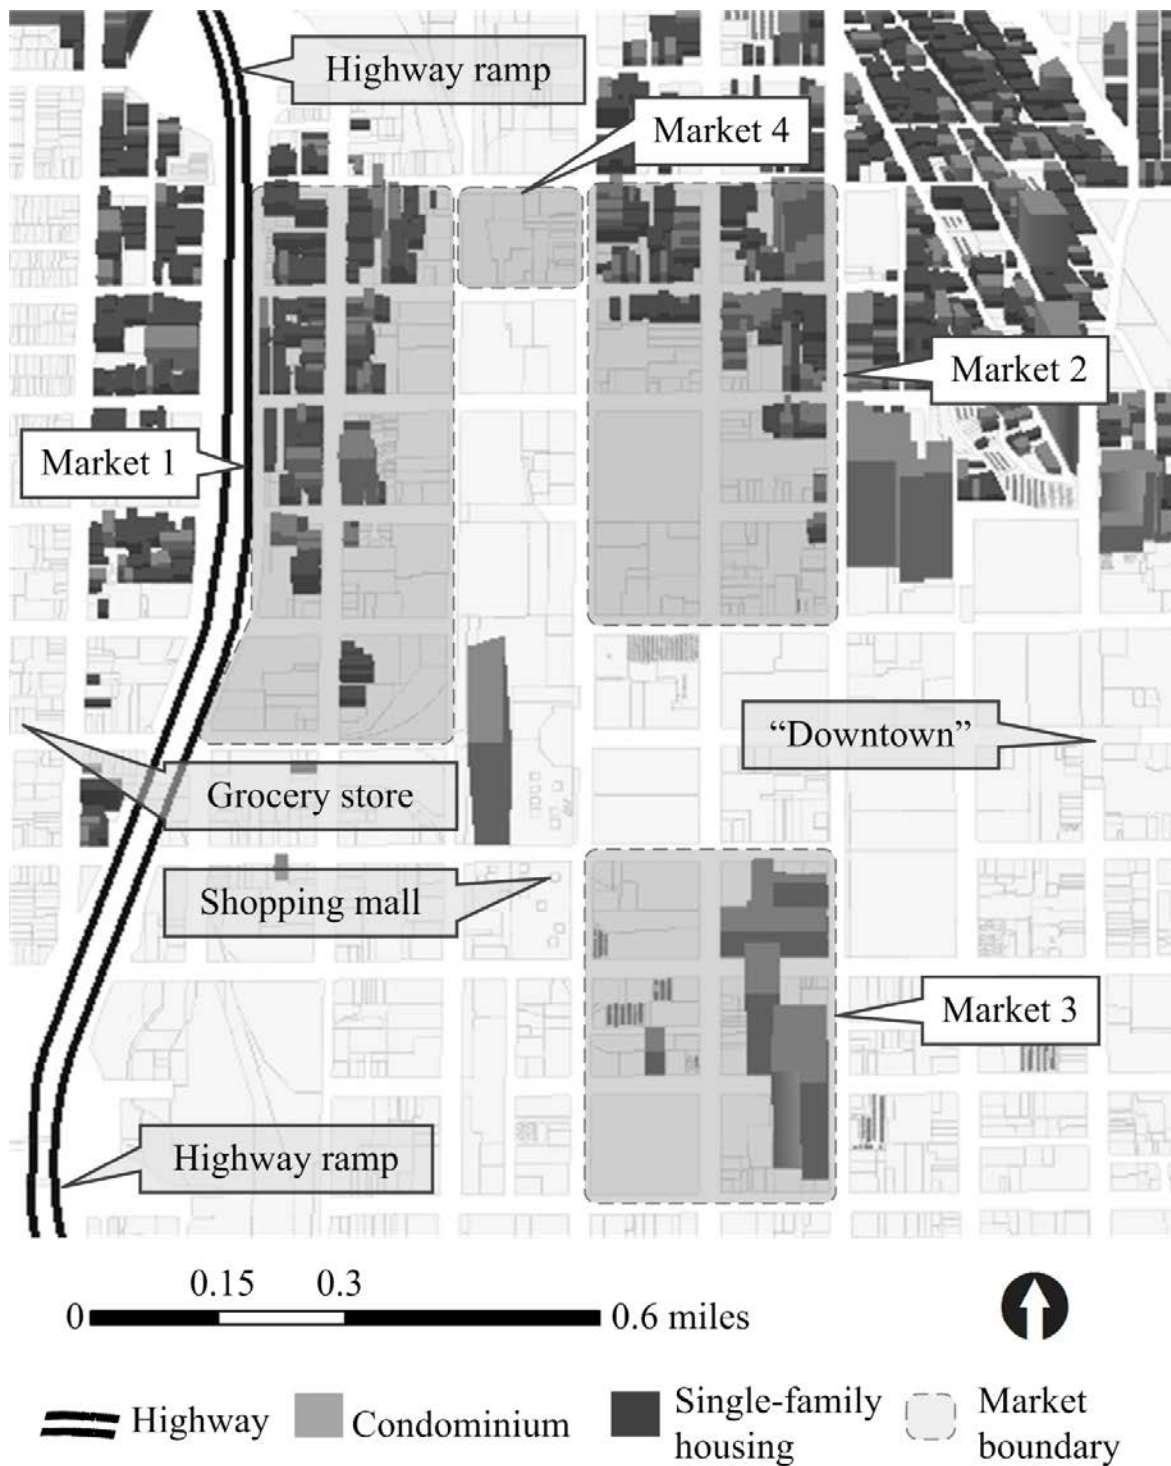 Highway ramp
Market 4
Market 2
Market 1
“Downtown”
Grocery store
Shopping mall
Market 3
Highway ramp
0 0.15 0.3 0.6 miles
Highway
Condominium
Single-family
housing
Market
boundary